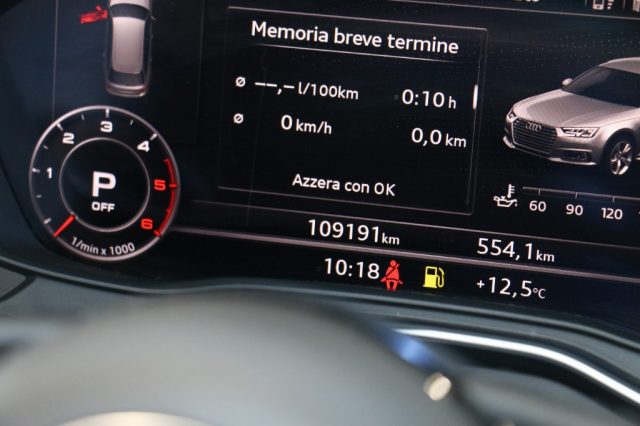 Memoria breve termine
ø --,- l/100km 0:10 h
ø 0 km/h 0,0 km
Azzera con OK
1 2 3 4 5 6
P
OFF
1/min x 1000
60 90 120
109191 km 554,1 km
10:18 +12,5 °C